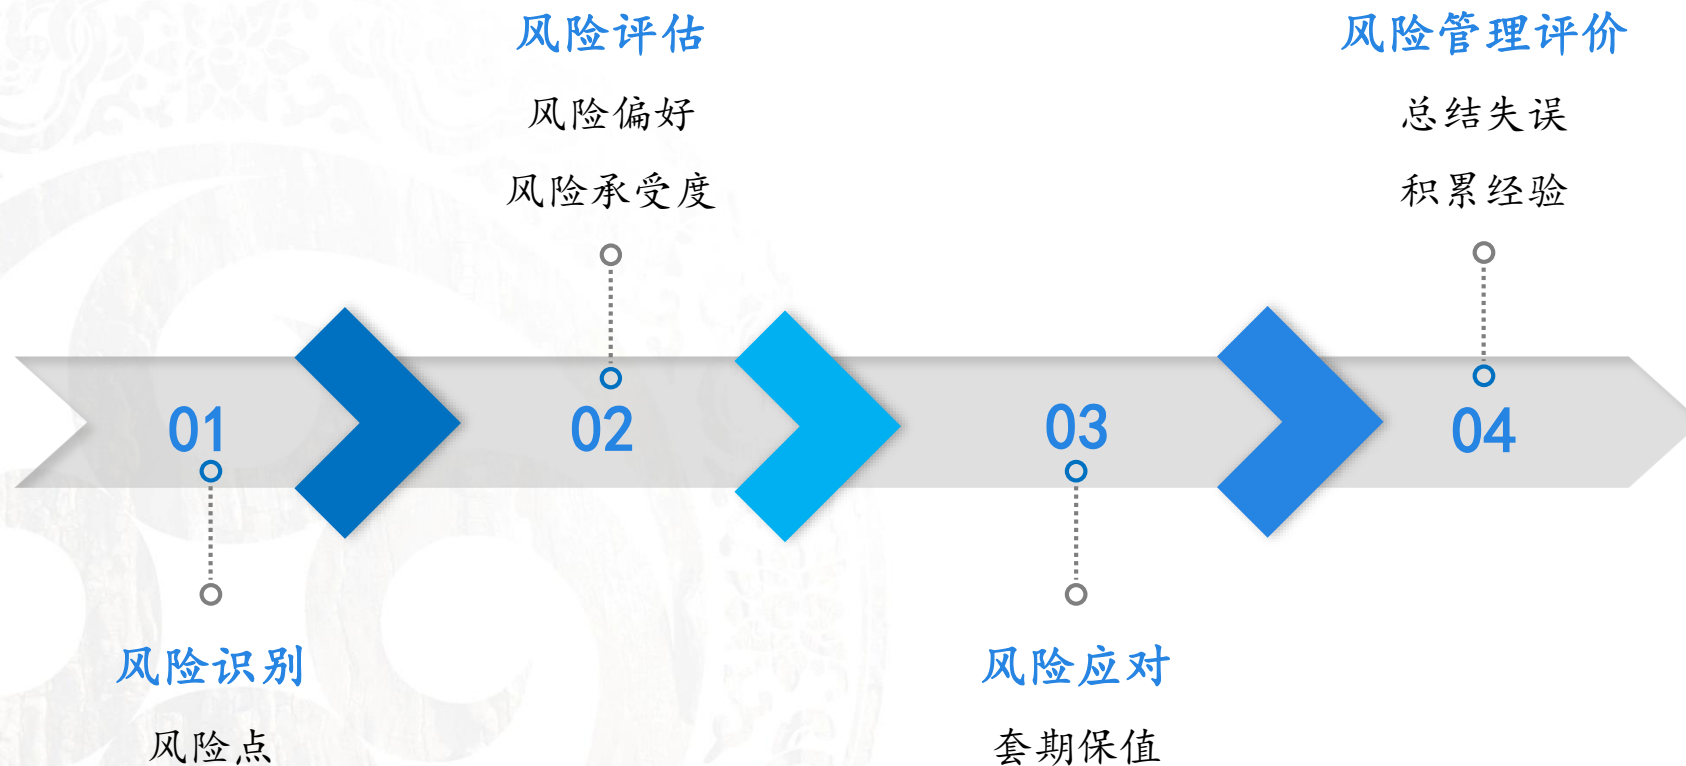 风险评估
风险偏好
风险承受度
风险管理评价
总结失误
积累经验
01
02
03
04
风险识别
风险点
风险应对
套期保值